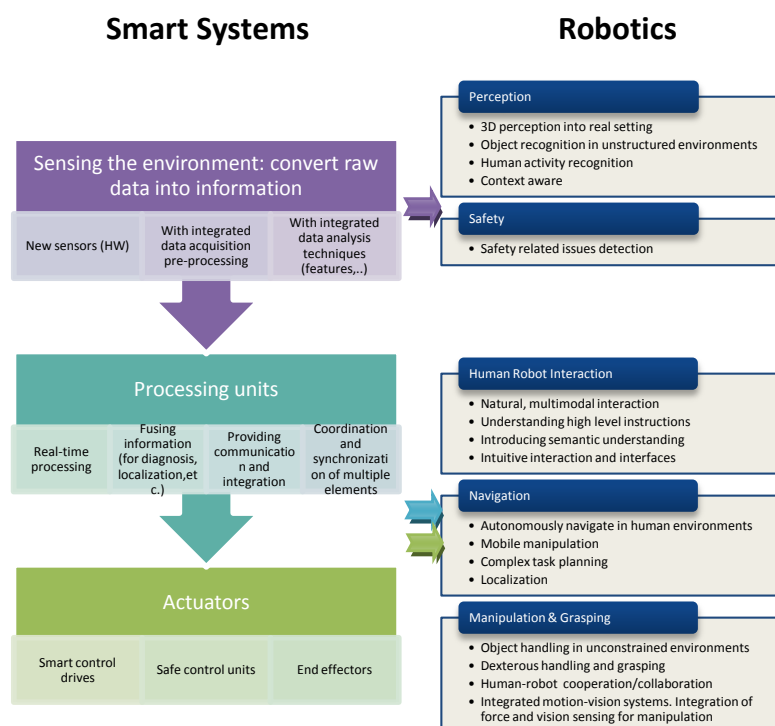 Smart Systems
Robotics
Sensing the environment: convert raw
data into information
New sensors (HW)
With integrated
data acquisition
pre-processing
With integrated
data analysis
techniques
(features,..)
Processing units
Real-time
processing
Fusing
information
(for diagnosis,
localization,et
c.)
Providing
communicatio
n and
integration
Coordination
and
synchronizati
on of multiple
elements
Actuators
Smart control
drives
Safe control units
End effectors
Perception
• 3D perception into real setting
• Object recognition in unstructured environments
• Human activity recognition
• Context aware
Safety
• Safety related issues detection
Human Robot Interaction
• Natural, multimodal interaction
• Understanding high level instructions
• Introducing semantic understanding
• Intuitive interaction and interfaces
Navigation
• Autonomously navigate in human environments
• Mobile manipulation
• Complex task planning
• Localization
Manipulation & Grasping
• Object handling in unconstrained environments
• Dexterous handling and grasping
• Human-robot cooperation/collaboration
• Integrated motion-vision systems. Integration of
force and vision sensing for manipulation